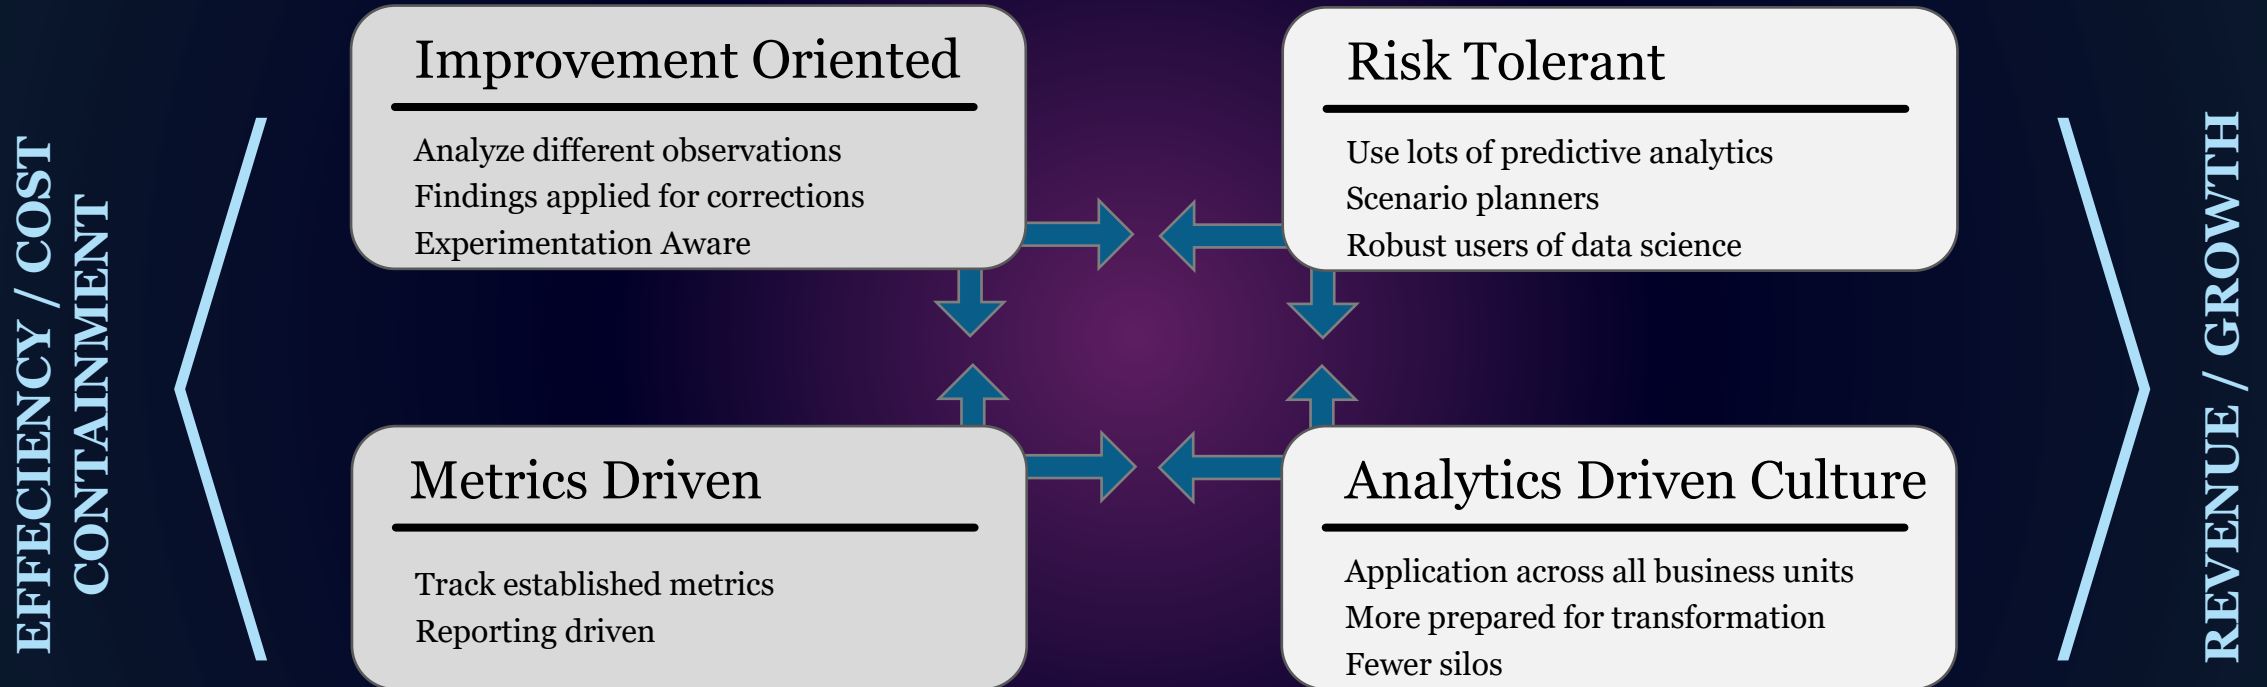 EFFECIENCY / COST
CONTAINMENT
Improvement Oriented
Analyze different observations
Findings applied for corrections
Experimentation Aware
Risk Tolerant
Use lots of predictive analytics
Scenario planners
Robust users of data science
Metrics Driven
Track established metrics
Reporting driven
Analytics Driven Culture
Application across all business units
More prepared for transformation
Fewer silos
REVENUE / GROWTH